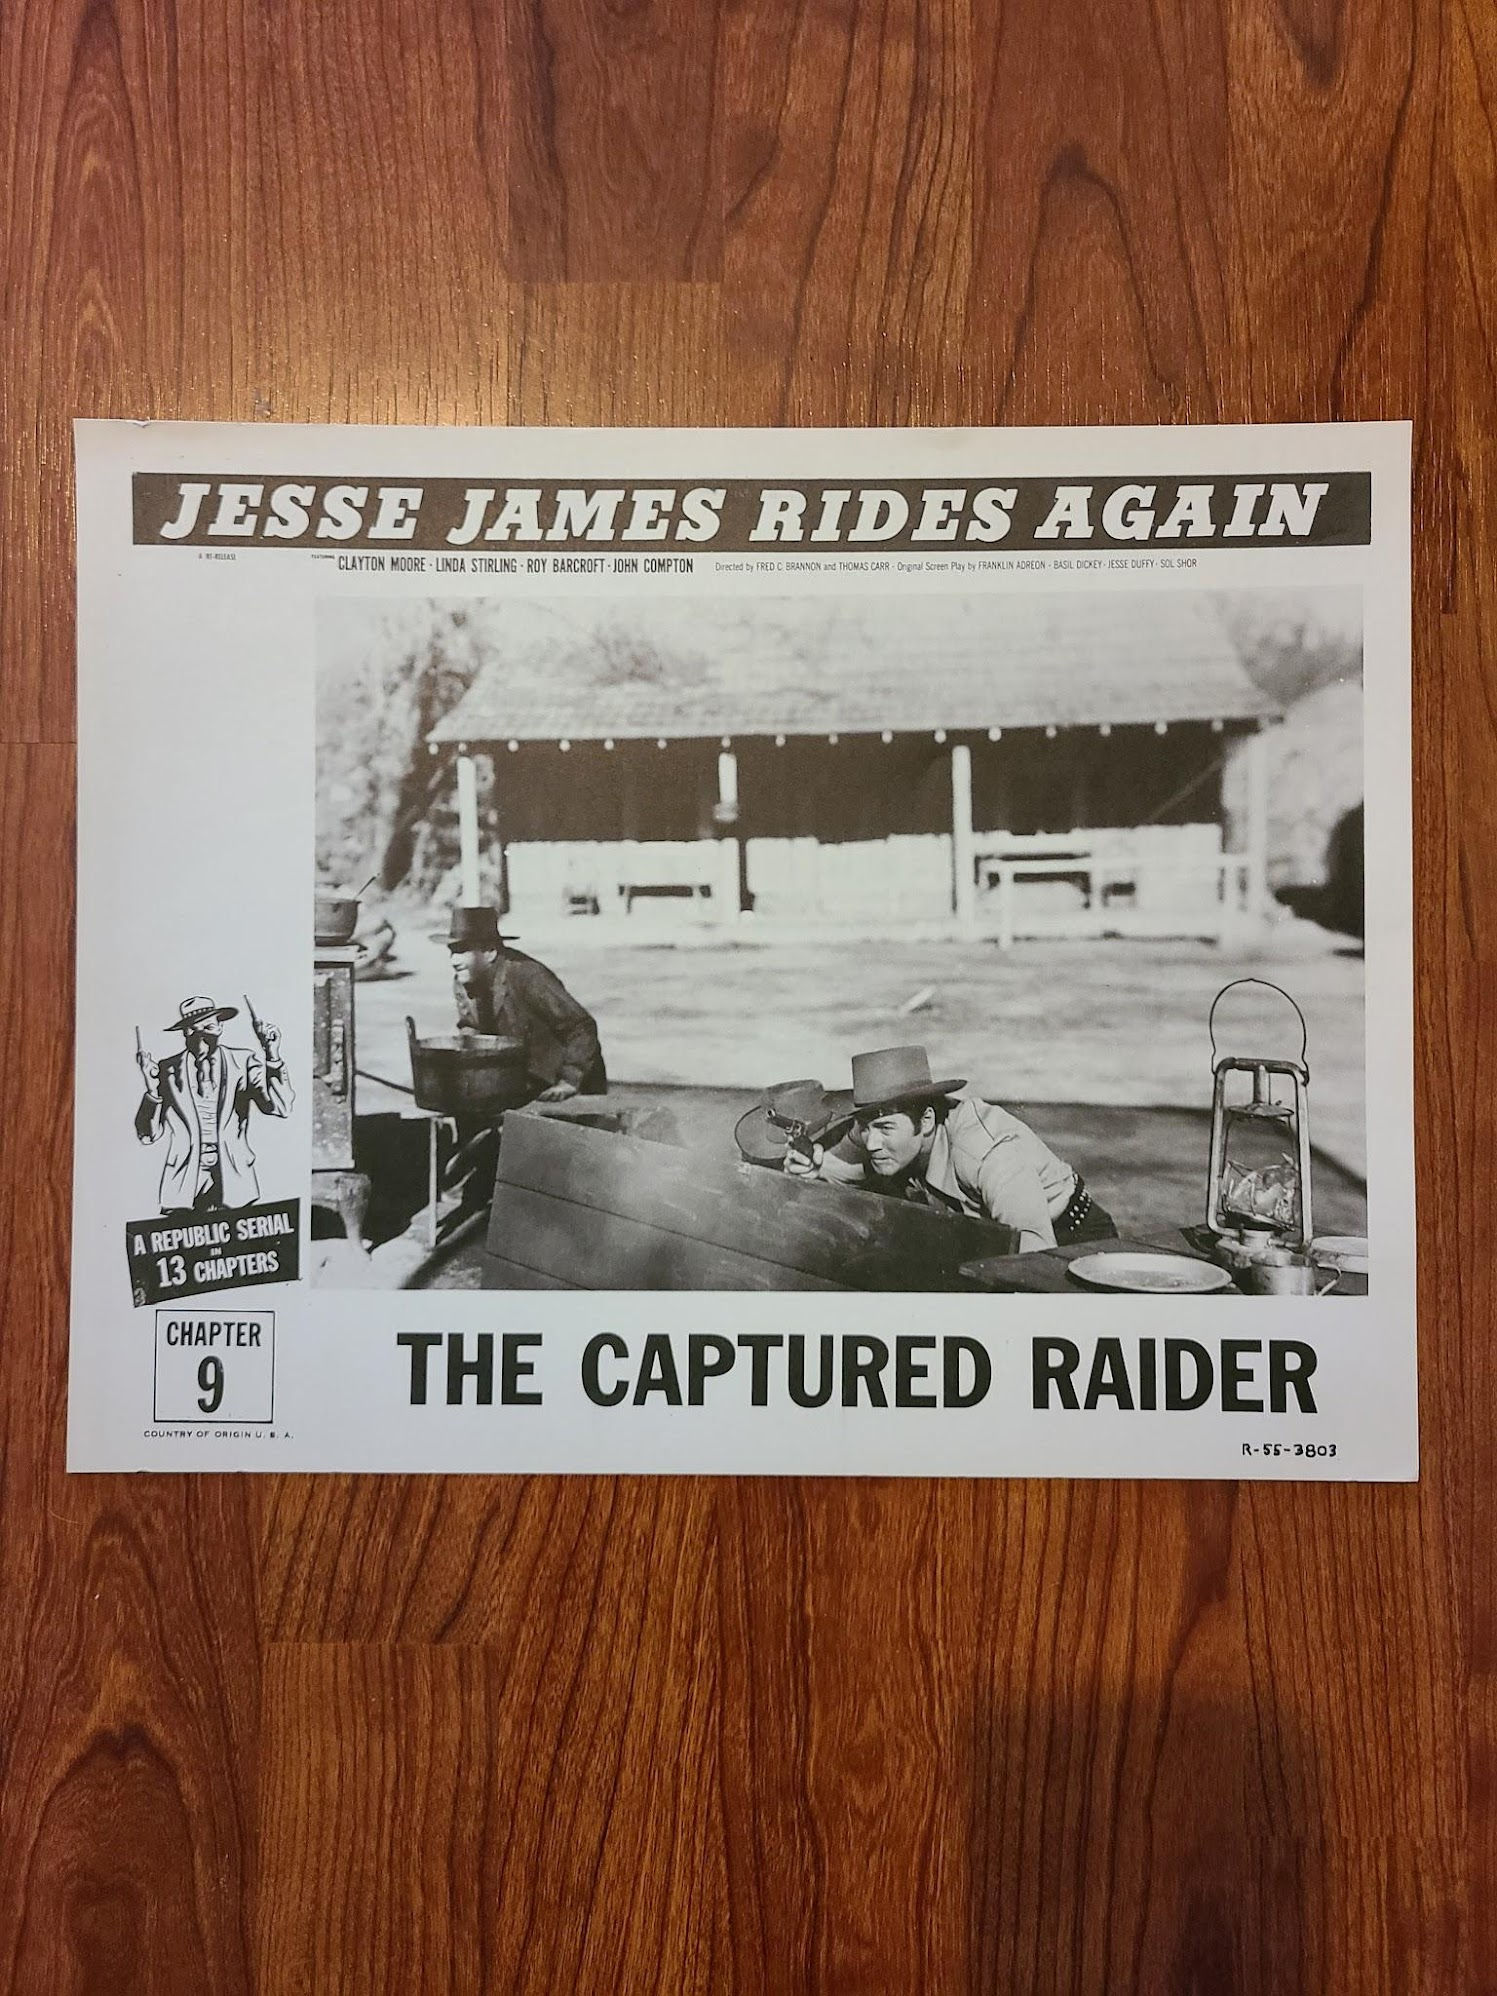 JESSE JAMES RIDES AGAIN
A RE-RELEASE
FEATURING CLAYTON MOORE · LINDA STIRLING · ROY BARCROFT · JOHN COMPTON Directed by FRED C. BRANNON and THOMAS CARR · Original Screen Play by FRANKLIN ADREON · BASIL DICKEY · JESSE DUFFY · SOL SHOR
A REPUBLIC SERIAL
IN
13 CHAPTERS
CHAPTER
9
COUNTRY OF ORIGIN U. S. A.
THE CAPTURED RAIDER
R-55-3803